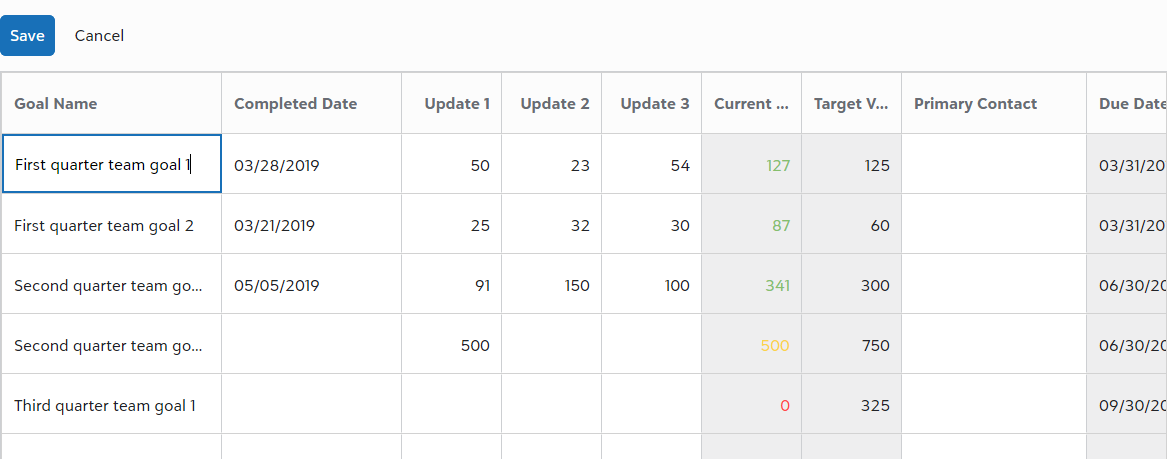 Save Cancel
Goal Name Completed Date Update 1 Update 2 Update 3 Current ... Target V... Primary Contact Due Date
First quarter team goal 1 03/28/2019 50 23 54 127 125 03/31/20
First quarter team goal 2 03/21/2019 25 32 30 87 60 03/31/20
Second quarter team go... 05/05/2019 91 150 100 341 300 06/30/20
Second quarter team go... 500 500 750 06/30/20
Third quarter team goal 1 0 325 09/30/20